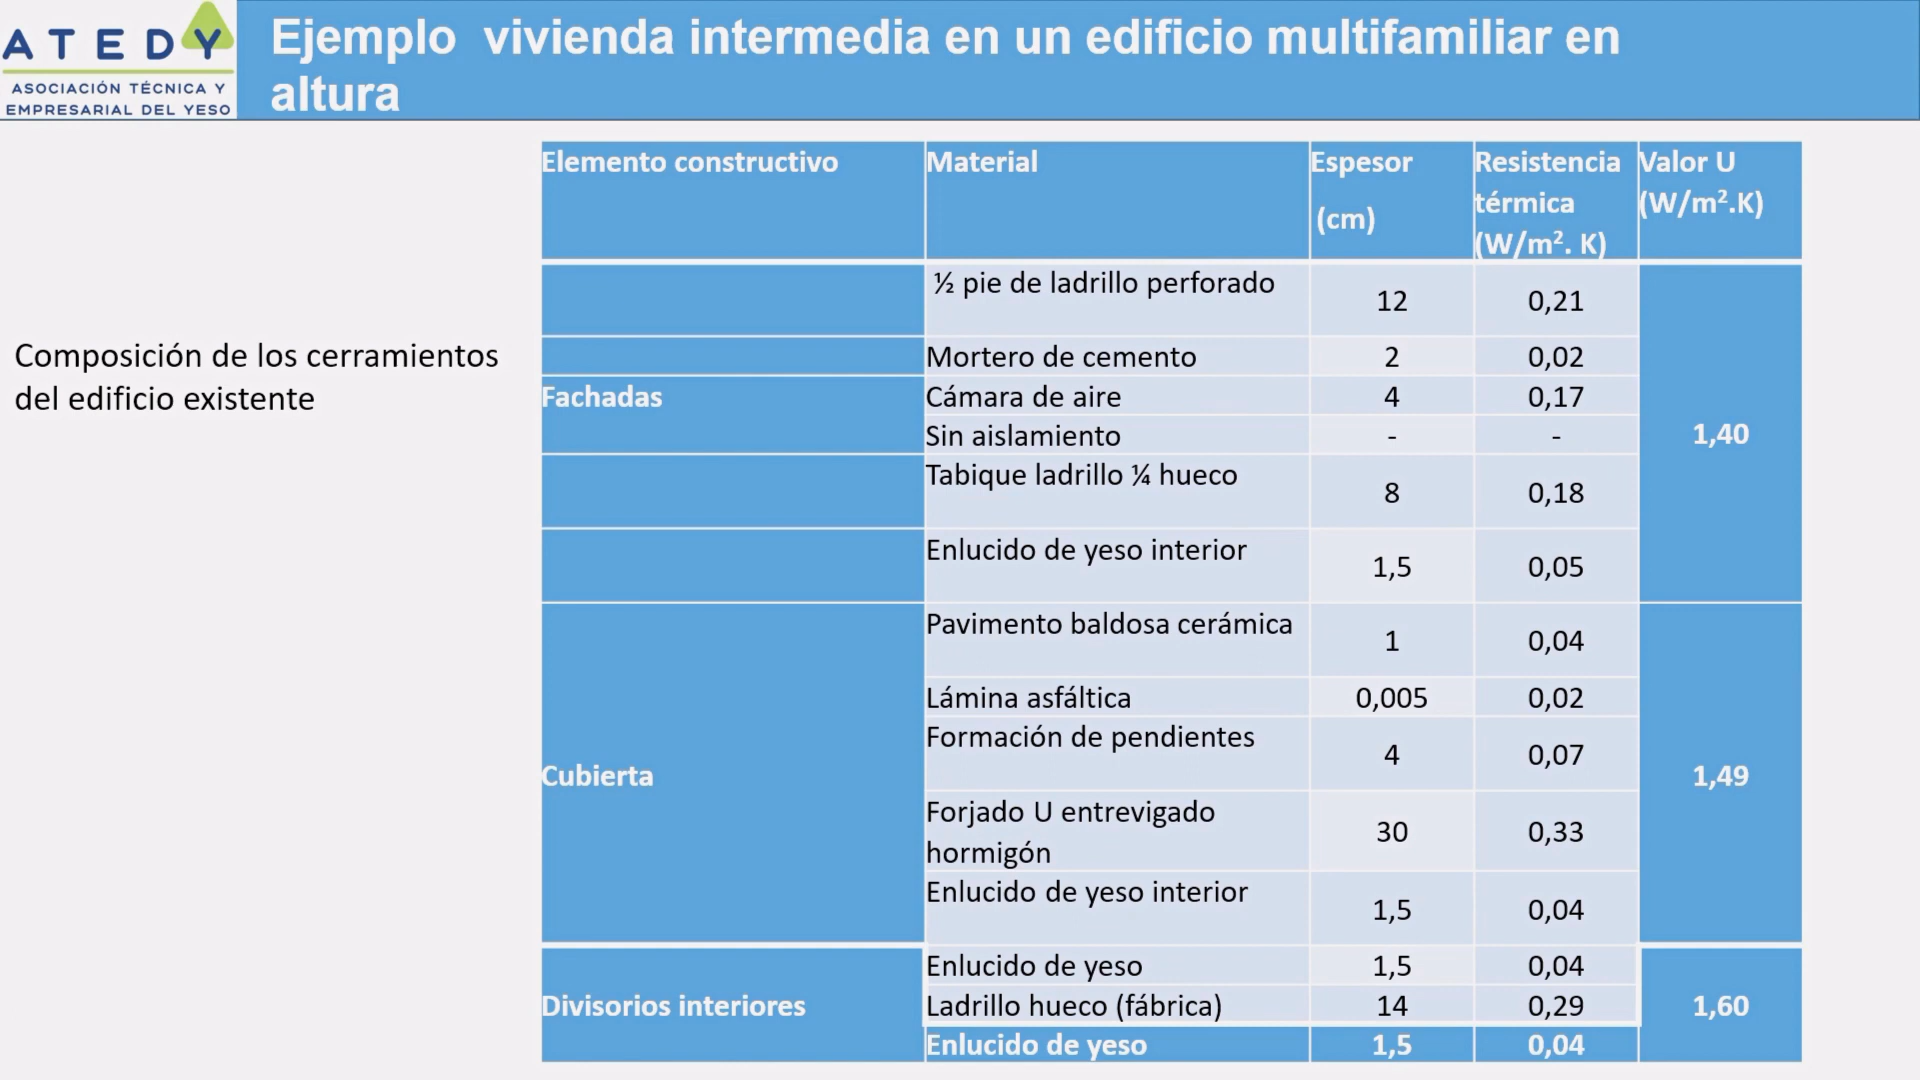 ATEDY
ASOCIACIÓN TÉCNICA Y
EMPRESARIAL DEL YESO
Ejemplo vivienda intermedia en un edificio multifamiliar en
altura
Composición de los cerramientos
del edificio existente
Elemento constructivo Material Espesor (cm) Resistencia térmica (W/m². K) Valor U (W/m².K)
½ pie de ladrillo perforado 12 0,21
Mortero de cemento 2 0,02
Fachadas Cámara de aire 4 0,17
Sin aislamiento - -
1,40
Tabique ladrillo ¼ hueco 8 0,18
Enlucido de yeso interior 1,5 0,05
Pavimento baldosa cerámica 1 0,04
Lámina asfáltica 0,005 0,02
Formación de pendientes 4 0,07
Cubierta 1,49
Forjado U entrevigado
hormigón 30 0,33
Enlucido de yeso interior 1,5 0,04
Enlucido de yeso 1,5 0,04
Divisorios interiores Ladrillo hueco (fábrica) 14 0,29 1,60
Enlucido de yeso 1,5 0,04